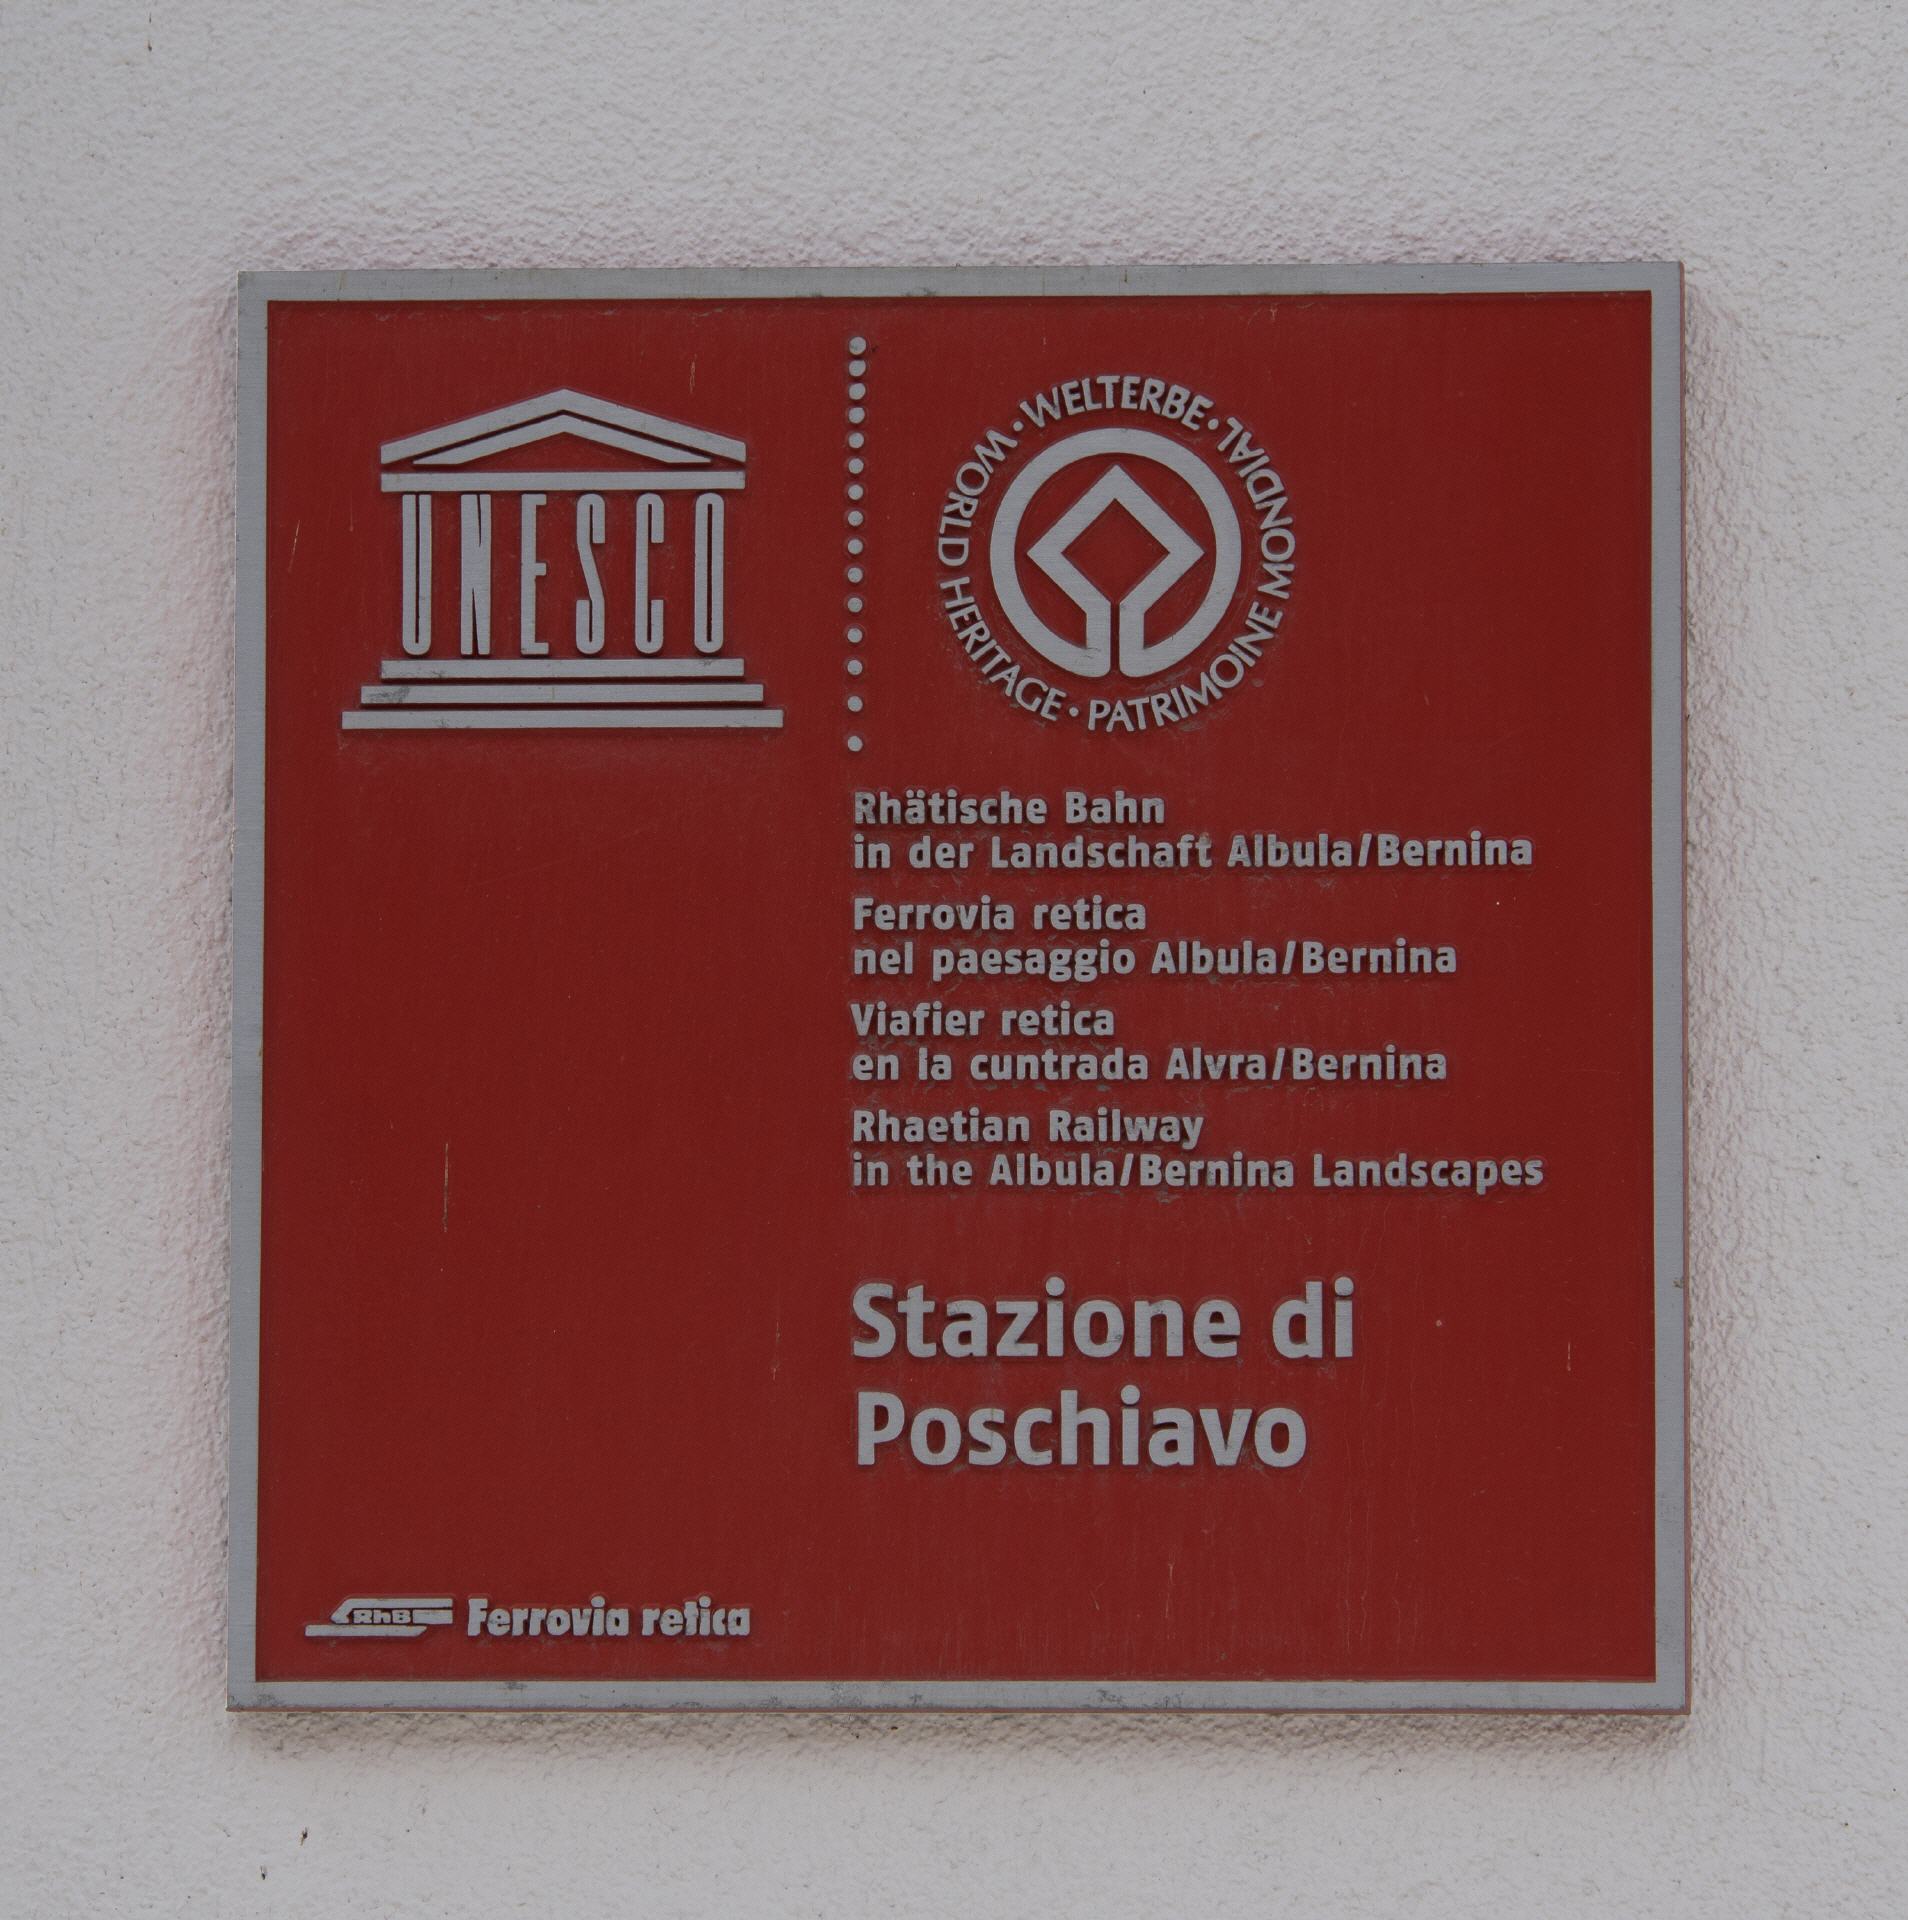 UNESCO
WORLD HERITAGE • WELTERBE • PATRIMOINE MONDIAL •
Rhätische Bahn
in der Landschaft Albula/Bernina
Ferrovia retica
nel paesaggio Albula/Bernina
Viafier retica
en la cuntrada Alvra/Bernina
Rhaetian Railway
in the Albula/Bernina Landscapes
Stazione di
Poschiavo
RhB Ferrovia retica